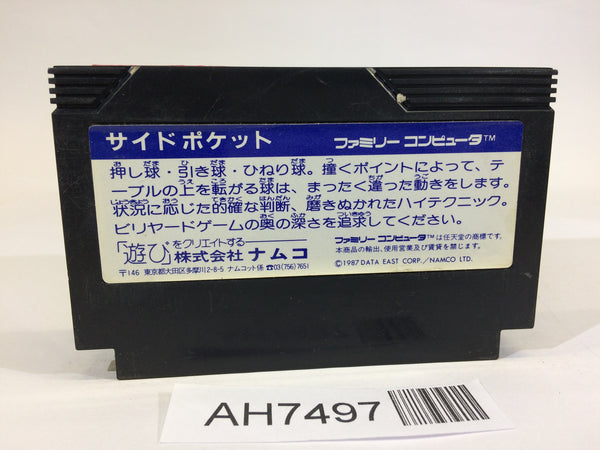 サイドポケット
ファミリー コンピュータ™
押し球・引き球・ひねり球。撞くポイントによって、テ
ーブルの上を転がる球は、まったく違った動きをします。
状況に応じた的確な判断、磨きぬかれたハイテクニック。
ビリヤードゲームの奥の深さを追求してください。
「遊び」をクリエイトする──
株式会社 ナムコ
〒146 東京都大田区多摩川2-8-5 ナムコット係 ☎03(756)7651
ファミリー コンピュータ™は任天堂の商標です。
本商品の輸出、使用営業及び賃貸を禁じます。
©1987 DATA EAST CORP./NAMCO LTD.
AH7497